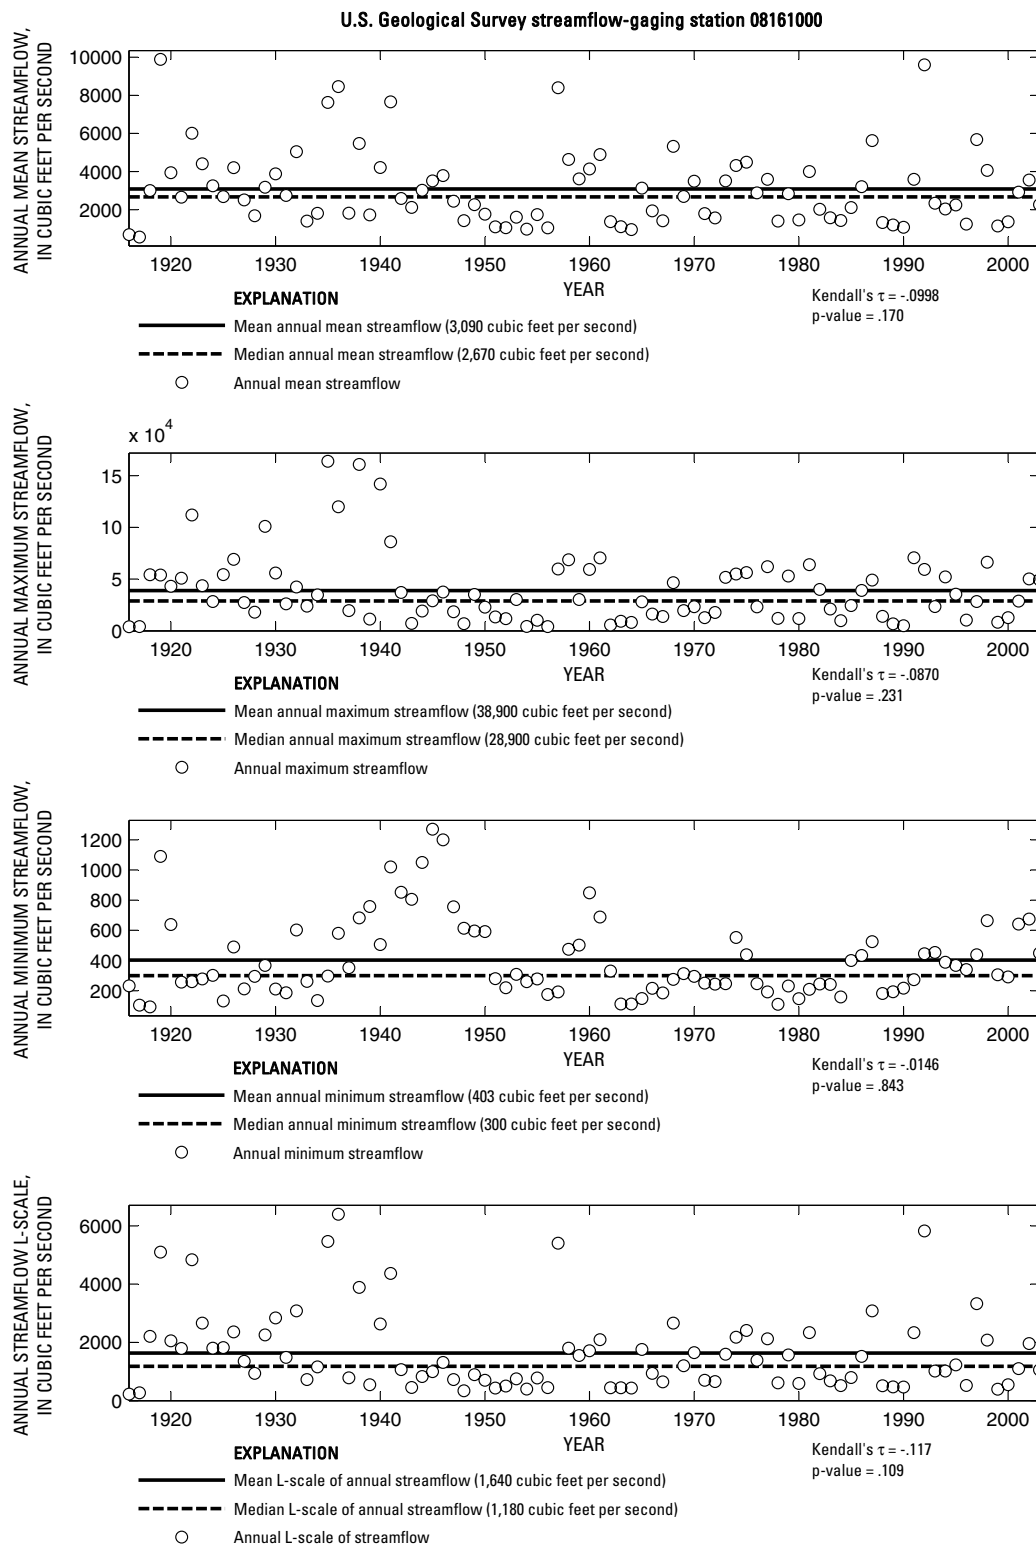 U.S. Geological Survey streamflow-gaging station 08161000
ANNUAL MEAN STREAMFLOW,
IN CUBIC FEET PER SECOND
10000
8000
6000
4000
2000
1920 1930 1940 1950 1960 1970 1980 1990 2000
YEAR
Kendall's τ = -.0998
p-value = .170
EXPLANATION
Mean annual mean streamflow (3,090 cubic feet per second)
Median annual mean streamflow (2,670 cubic feet per second)
Annual mean streamflow
ANNUAL MAXIMUM STREAMFLOW,
IN CUBIC FEET PER SECOND
x 10^4
15
10
5
0
1920 1930 1940 1950 1960 1970 1980 1990 2000
YEAR
Kendall's τ = -.0870
p-value = .231
EXPLANATION
Mean annual maximum streamflow (38,900 cubic feet per second)
Median annual maximum streamflow (28,900 cubic feet per second)
Annual maximum streamflow
ANNUAL MINIMUM STREAMFLOW,
IN CUBIC FEET PER SECOND
1200
1000
800
600
400
200
1920 1930 1940 1950 1960 1970 1980 1990 2000
YEAR
Kendall's τ = -.0146
p-value = .843
EXPLANATION
Mean annual minimum streamflow (403 cubic feet per second)
Median annual minimum streamflow (300 cubic feet per second)
Annual minimum streamflow
ANNUAL STREAMFLOW L-SCALE,
IN CUBIC FEET PER SECOND
6000
4000
2000
0
1920 1930 1940 1950 1960 1970 1980 1990 2000
YEAR
Kendall's τ = -.117
p-value = .109
EXPLANATION
Mean L-scale of annual streamflow (1,640 cubic feet per second)
Median L-scale of annual streamflow (1,180 cubic feet per second)
Annual L-scale of streamflow